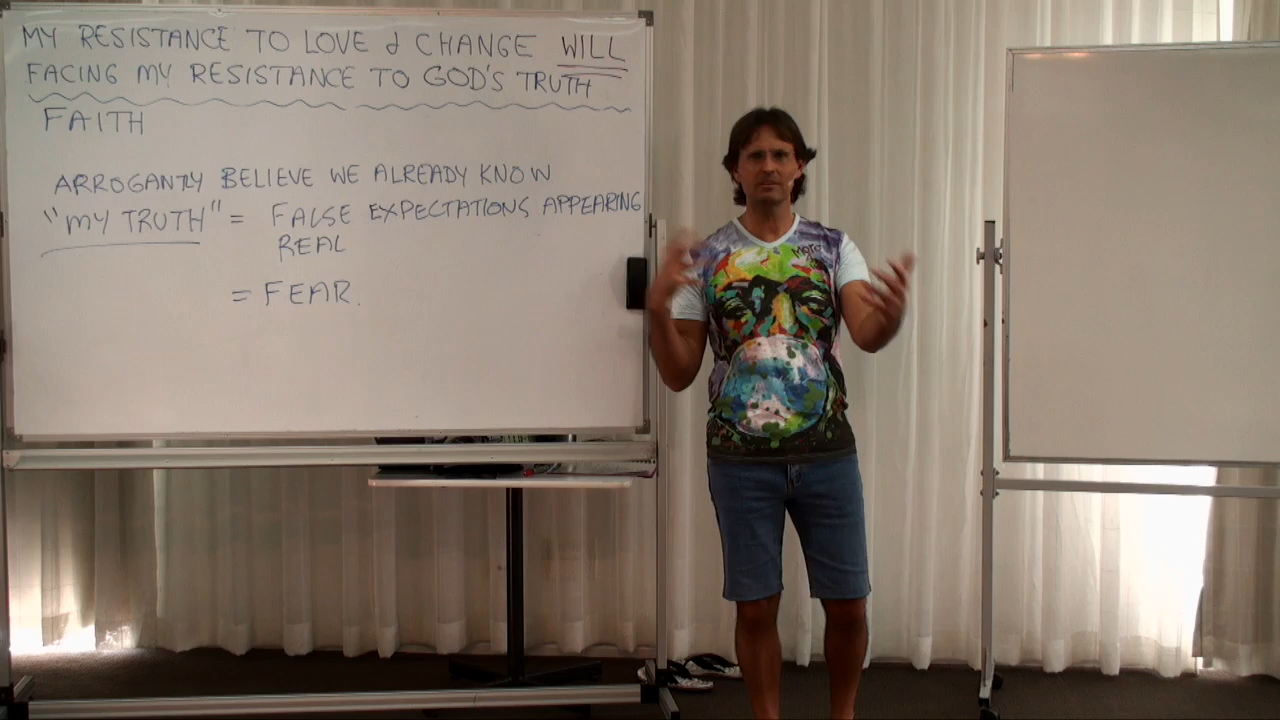 MY RESISTANCE TO LOVE & CHANGE WILL
FACING MY RESISTANCE TO GOD'S TRUTH
FAITH
ARROGANTLY BELIEVE WE ALREADY KNOW
"MY TRUTH" = FALSE EXPECTATIONS APPEARING
REAL
= FEAR.